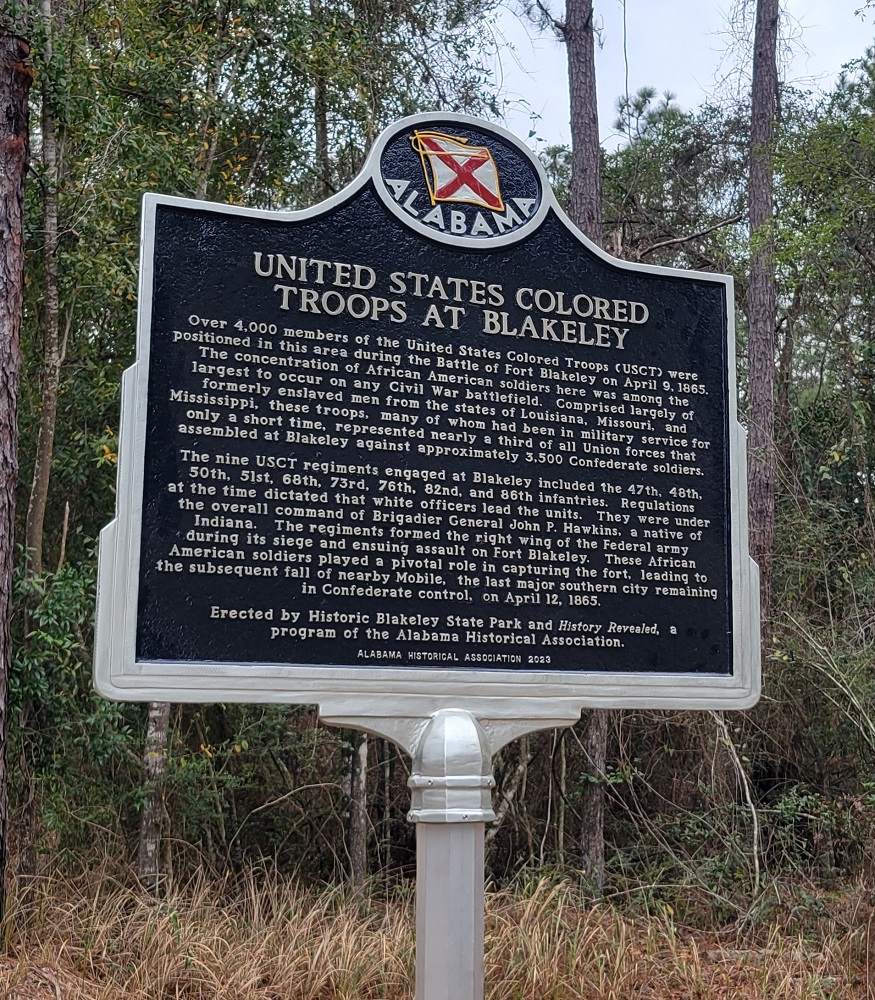 ALABAMA
UNITED STATES COLORED
TROOPS AT BLAKELEY
Over 4,000 members of the United States Colored Troops (USCT) were
positioned in this area during the Battle of Fort Blakeley on April 9, 1865.
The concentration of African American soldiers here was among the
largest to occur on any Civil War battlefield. Comprised largely of
formerly enslaved men from the states of Louisiana, Missouri, and
Mississippi, these troops, many of whom had been in military service for
only a short time, represented nearly a third of all Union forces that
assembled at Blakeley against approximately 3,500 Confederate soldiers.
The nine USCT regiments engaged at Blakeley included the 47th, 48th,
50th, 51st, 68th, 73rd, 76th, 82nd, and 86th infantries. Regulations
at the time dictated that white officers lead the units. They were under
the overall command of Brigadier General John P. Hawkins, a native of
Indiana. The regiments formed the right wing of the Federal army
during its siege and ensuing assault on Fort Blakeley. These African
American soldiers played a pivotal role in capturing the fort, leading to
the subsequent fall of nearby Mobile, the last major southern city remaining
in Confederate control, on April 12, 1865.
Erected by Historic Blakeley State Park and History Revealed, a
program of the Alabama Historical Association.
ALABAMA HISTORICAL ASSOCIATION 2023